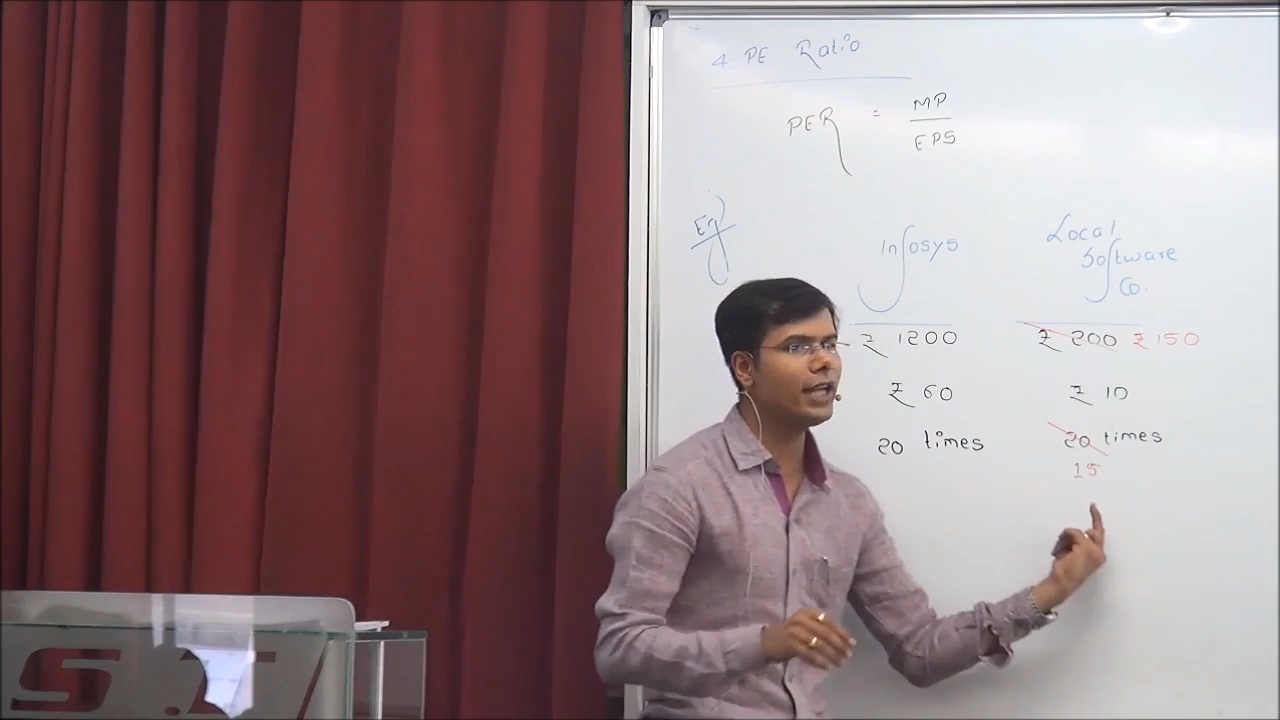 4. PE Ratio
PER = MP
EPS
Eg
Infosys
Local
Software
Co.
₹ 1200 ₹ 200 ₹ 150
₹ 60 ₹ 10
20 times 20 times
15
S.I